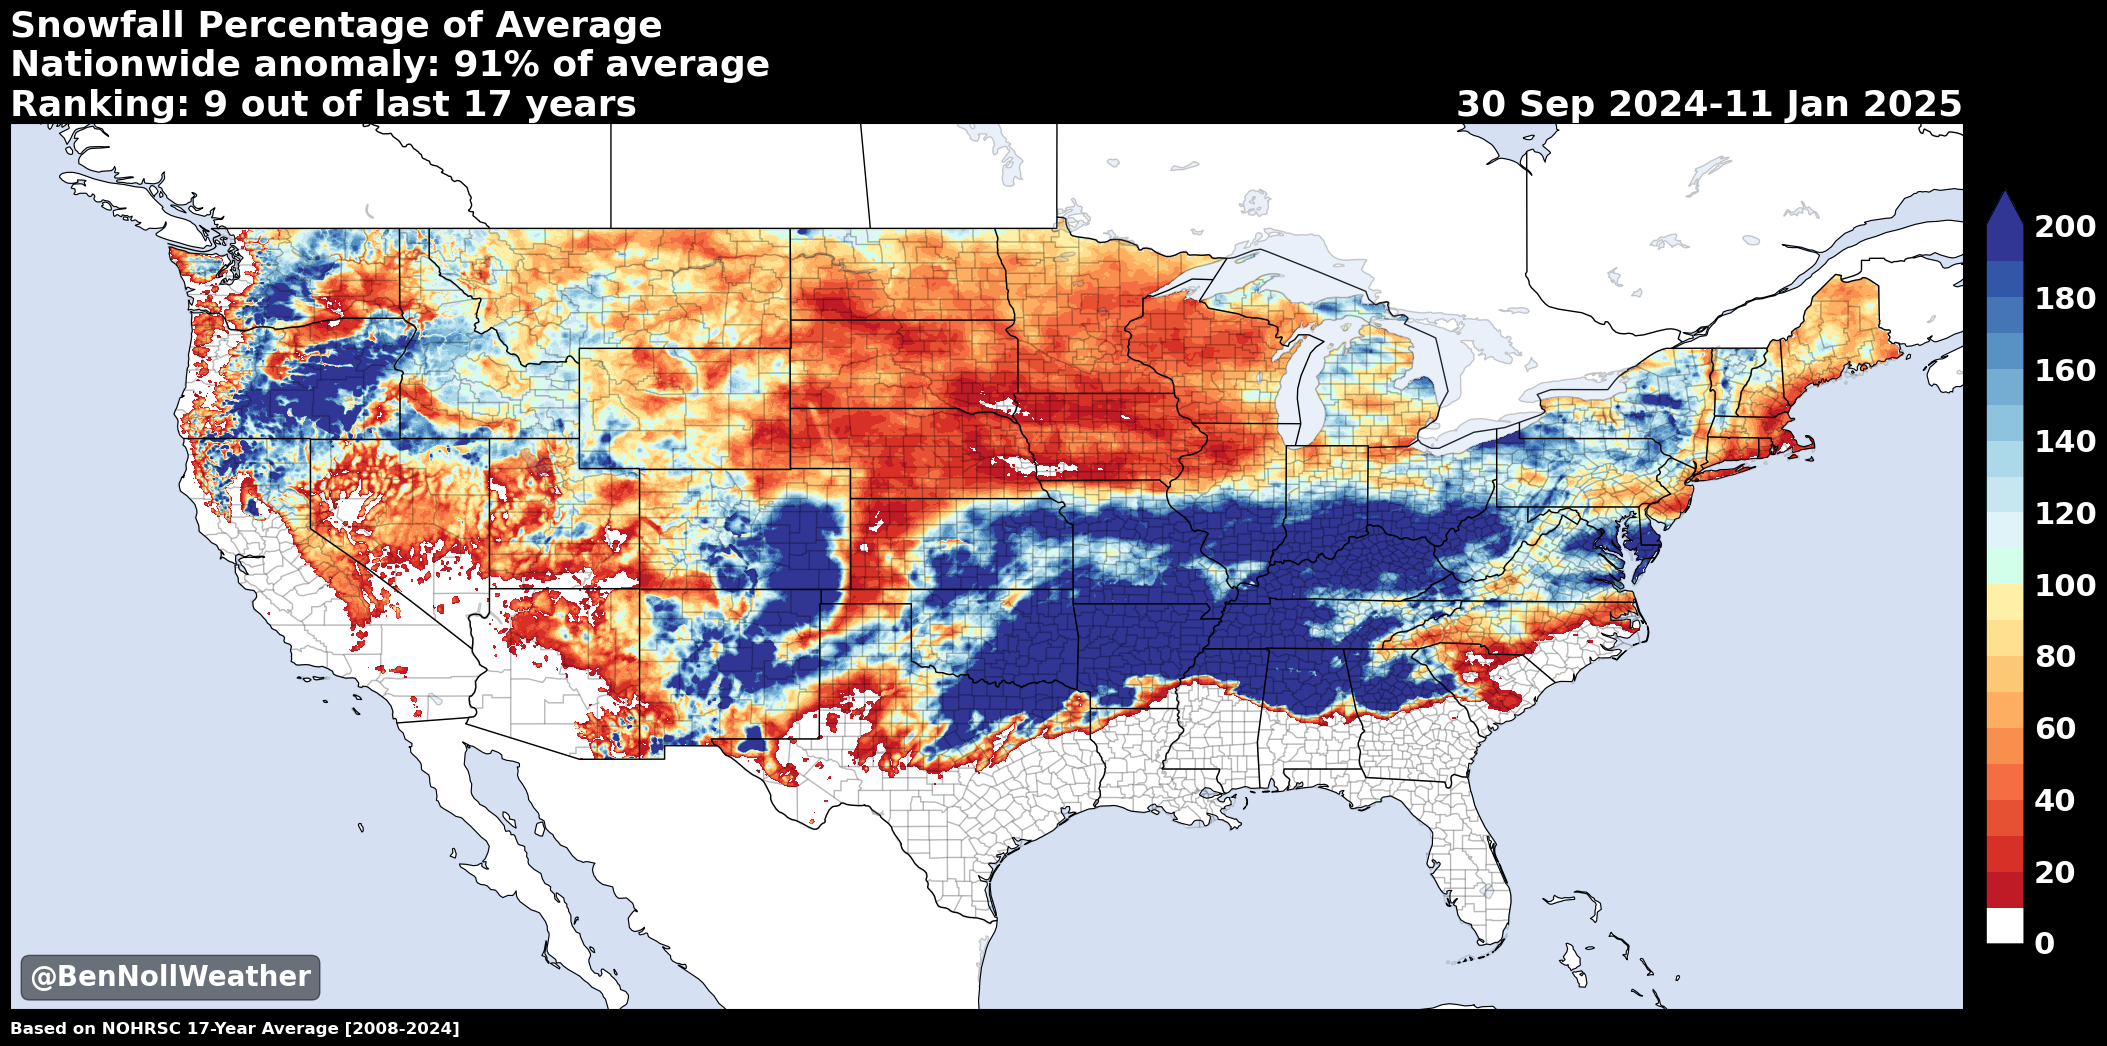 Snowfall Percentage of Average
Nationwide anomaly: 91% of average
Ranking: 9 out of last 17 years
30 Sep 2024-11 Jan 2025
200
180
160
140
120
100
80
60
40
20
0
@BenNollWeather
Based on NOHRSC 17-Year Average [2008-2024]